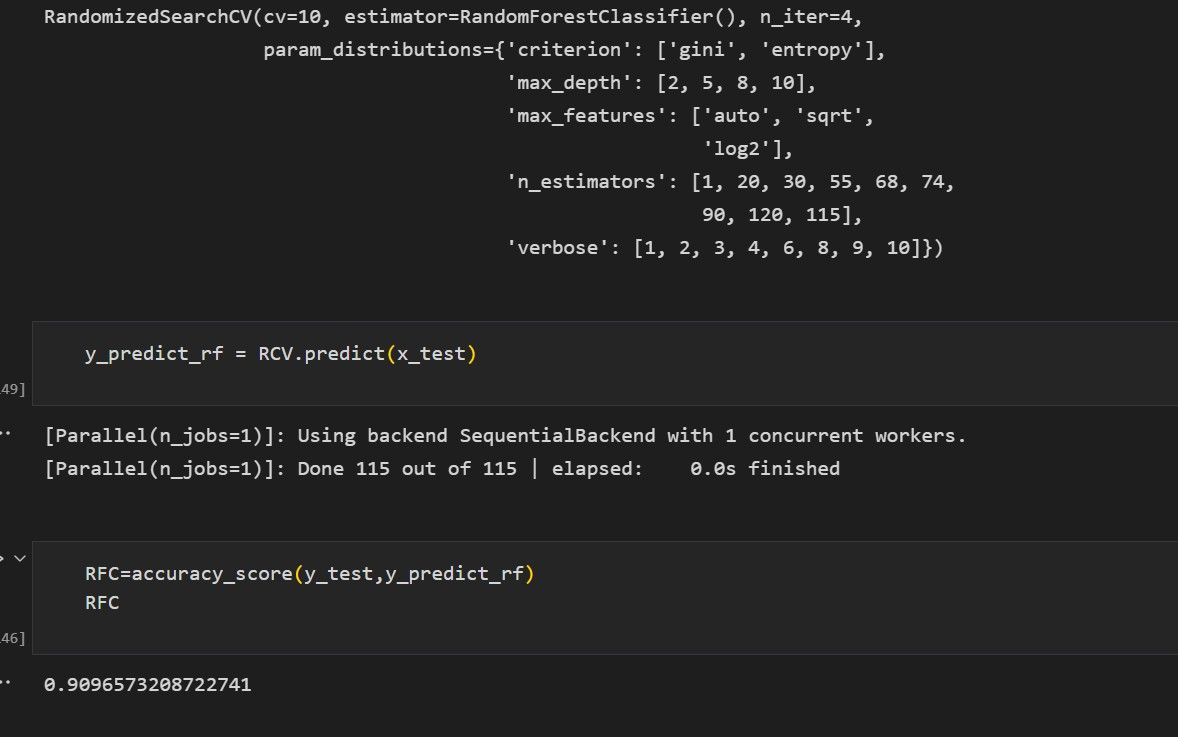 RandomizedSearchCV(cv=10, estimator=RandomForestClassifier(), n_iter=4,
param_distributions={'criterion': ['gini', 'entropy'],
'max_depth': [2, 5, 8, 10],
'max_features': ['auto', 'sqrt',
'log2'],
'n_estimators': [1, 20, 30, 55, 68, 74,
90, 120, 115],
'verbose': [1, 2, 3, 4, 6, 8, 9, 10]})
y_predict_rf = RCV.predict(x_test)
49]
[Parallel(n_jobs=1)]: Using backend SequentialBackend with 1 concurrent workers.
[Parallel(n_jobs=1)]: Done 115 out of 115 | elapsed:    0.0s finished
RFC=accuracy_score(y_test,y_predict_rf)
RFC
46]
0.9096573208722741